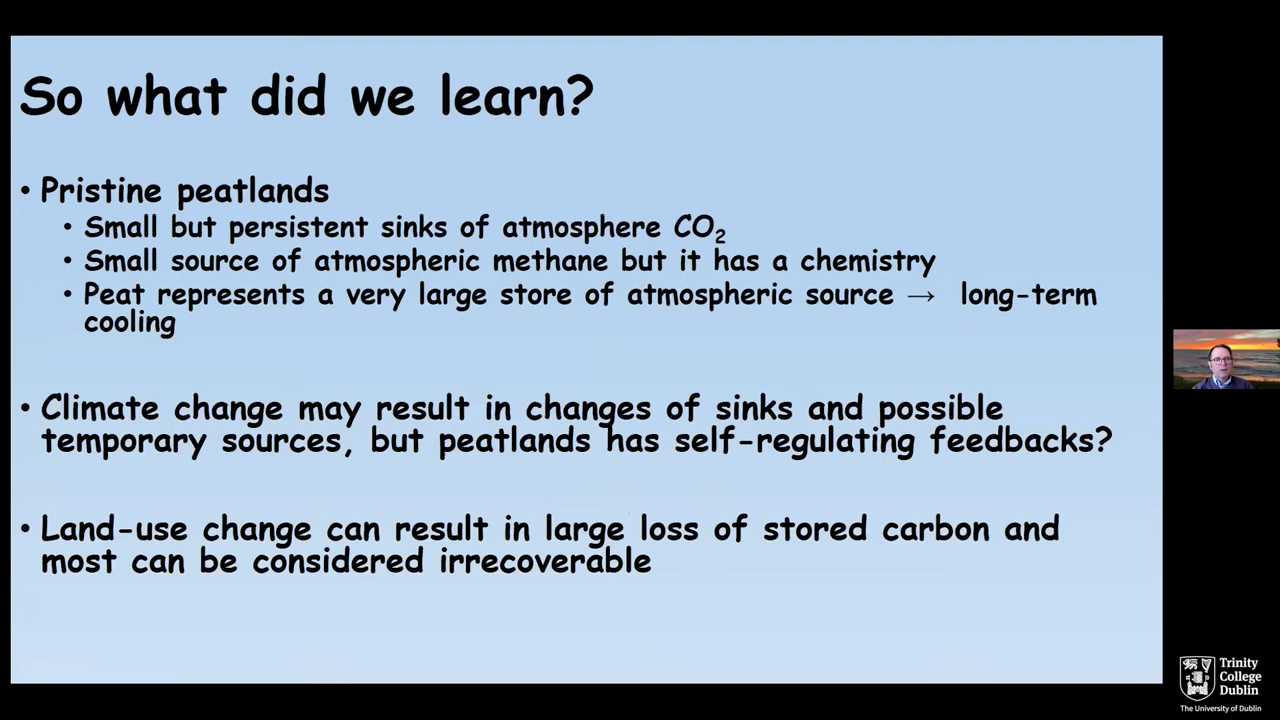 So what did we learn?
• Pristine peatlands
• Small but persistent sinks of atmosphere CO₂
• Small source of atmospheric methane but it has a chemistry
• Peat represents a very large store of atmospheric source → long-term
cooling
• Climate change may result in changes of sinks and possible
temporary sources, but peatlands has self-regulating feedbacks?
• Land-use change can result in large loss of stored carbon and
most can be considered irrecoverable
Trinity
College
Dublin
The University of Dublin